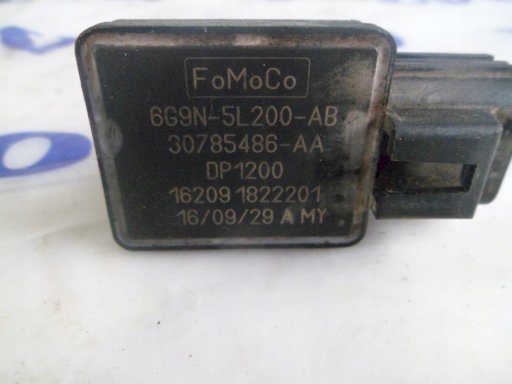 FoMoCo
6G9N-5L200-AB
30785486-AA
DP1200
16209 1822201
16/09/29 A MY